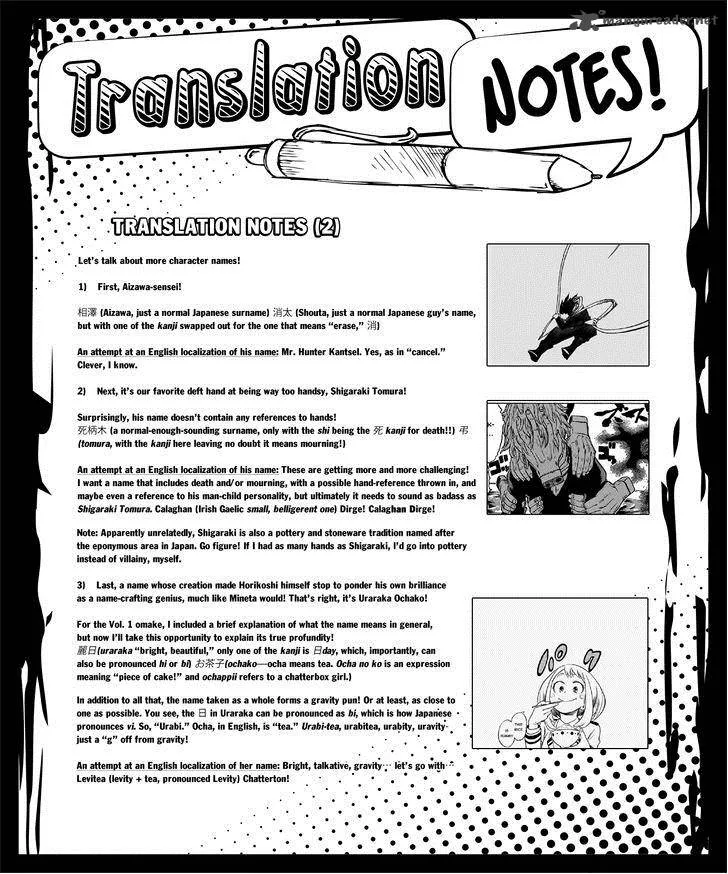 mangareader.net
Translation
NOTES!
TRANSLATION NOTES (2)
Let's talk about more character names!
1) First, Aizawa-sensei!
相澤 (Aizawa, just a normal Japanese surname) 消太 (Shouta, just a normal Japanese guy's name,
but with one of the kanji swapped out for the one that means "erase," 消)
An attempt at an English localization of his name: Mr. Hunter Kantsel. Yes, as in "cancel."
Clever, I know.
2) Next, it's our favorite deft hand at being way too handsy, Shigaraki Tomura!
Surprisingly, his name doesn't contain any references to hands!
死柄木 (a normal-enough-sounding surname, only with the shi being the 死 kanji for death!!) 弔
(tomura, with the kanji here leaving no doubt it means mourning!)
An attempt at an English localization of his name: These are getting more and more challenging!
I want a name that includes death and/or mourning, with a possible hand-reference thrown in, and
maybe even a reference to his man-child personality, but ultimately it needs to sound as badass as
Shigaraki Tomura. Calaghan (Irish Gaelic small, belligerent one) Dirge! Calaghan Dirge!
Note: Apparently unrelatedly, Shigaraki is also a pottery and stoneware tradition named after
the eponymous area in Japan. Go figure! If I had as many hands as Shigaraki, I'd go into pottery
instead of villainy, myself.
3) Last, a name whose creation made Horikoshi himself stop to ponder his own brilliance
as a name-crafting genius, much like Mineta would! That's right, it's Uraraka Ochako!
For the Vol. 1 omake, I included a brief explanation of what the name means in general,
but now I'll take this opportunity to explain its true profundity!
麗日(uraraka "bright, beautiful," only one of the kanji is 日day, which, importantly, can
also be pronounced hi or bi) お茶子(ochako—ocha means tea. Ocha no ko is an expression
meaning "piece of cake!" and ochappii refers to a chatterbox girl.)
In addition to all that, the name taken as a whole forms a gravity pun! Or at least, as close to
one as possible. You see, the 日 in Uraraka can be pronounced as bi, which is how Japanese
pronounces vi. So, "Urabi." Ocha, in English, is "tea." Urabi-tea, urabitea, urabity, uravity…
just a "g" off from gravity!
An attempt at an English localization of her name: Bright, talkative, gravity… let's go with…
Levitea (levity + tea, pronounced Levity) Chatterton!
パク
THIS RICE
IS YUMMY!